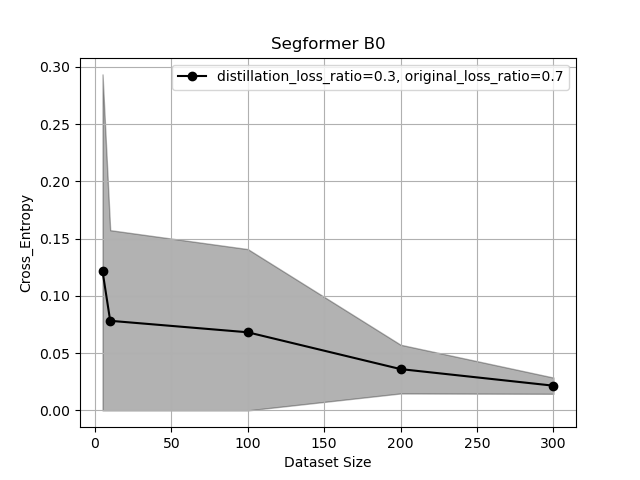 Segformer B0
distillation_loss_ratio=0.3, original_loss_ratio=0.7
Cross_Entropy
0.30
0.25
0.20
0.15
0.10
0.05
0.00
0 50 100 150 200 250 300
Dataset Size